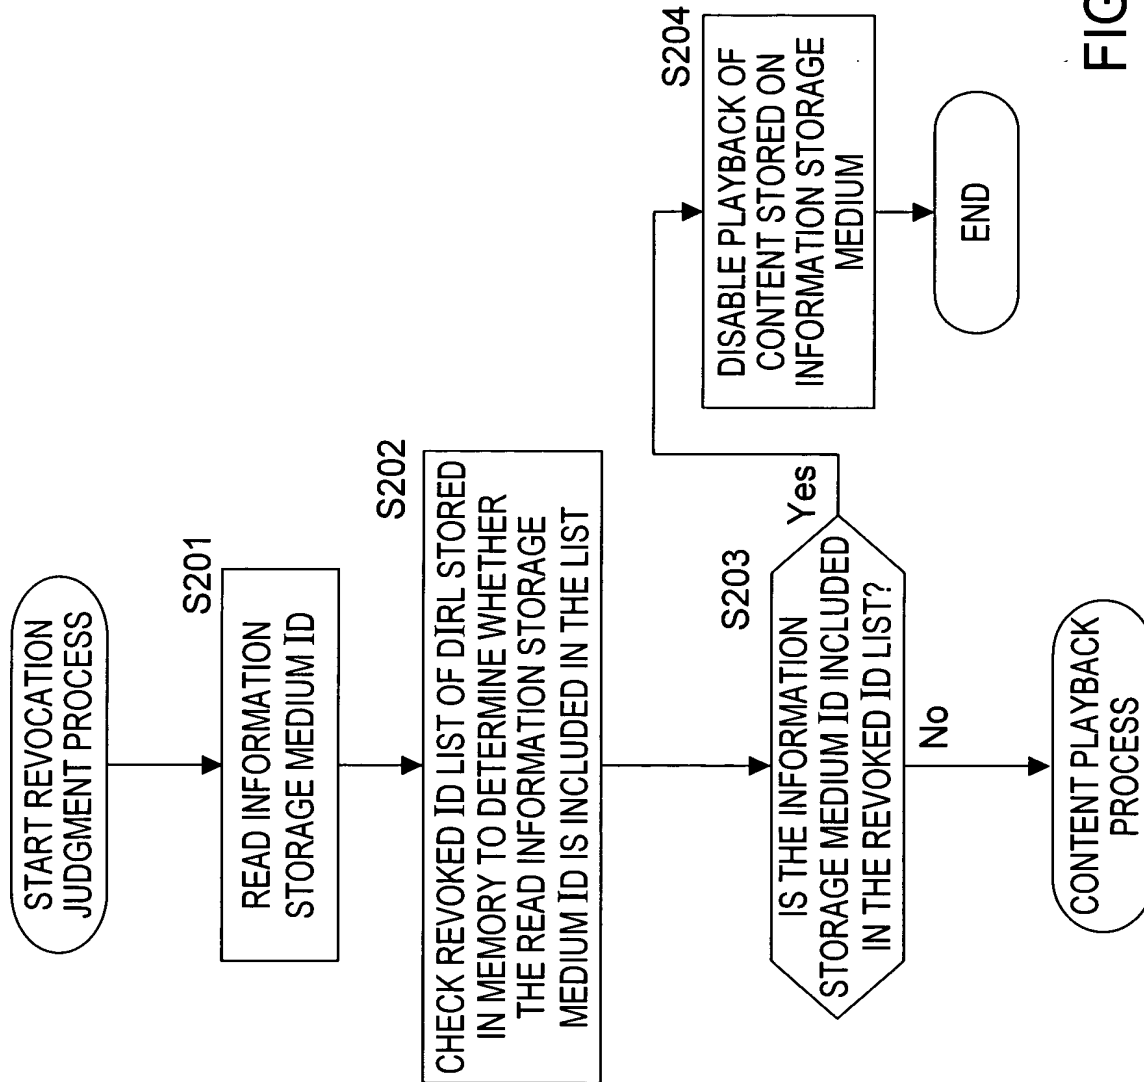 START REVOCATION
JUDGMENT PROCESS
S201
READ INFORMATION
STORAGE MEDIUM ID
S202
CHECK REVOKED ID LIST OF DIRL STORED
IN MEMORY TO DETERMINE WHETHER
THE READ INFORMATION STORAGE
MEDIUM ID IS INCLUDED IN THE LIST
S203
IS THE INFORMATION
STORAGE MEDIUM ID INCLUDED
IN THE REVOKED ID LIST?
Yes
No
S204
DISABLE PLAYBACK OF
CONTENT STORED ON
INFORMATION STORAGE
MEDIUM
END
CONTENT PLAYBACK
PROCESS
FIG